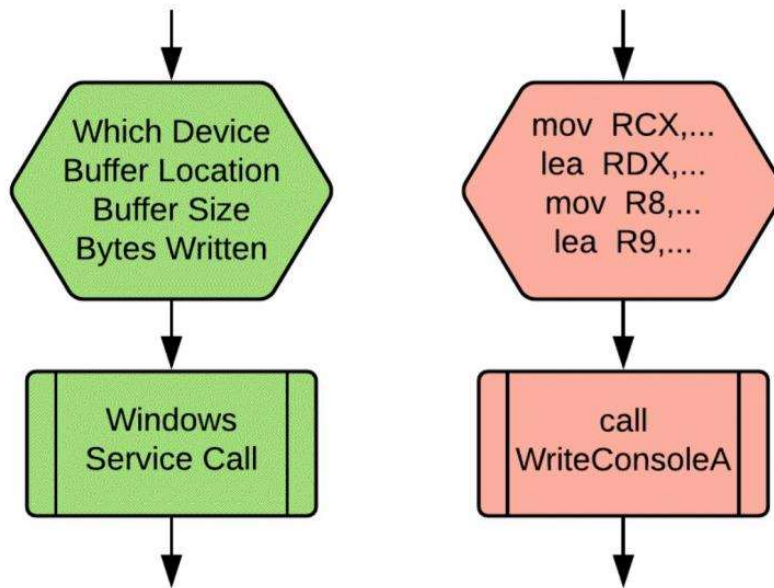 Which Device
Buffer Location
Buffer Size
Bytes Written
Windows
Service Call
mov RCX,...
lea RDX,...
mov R8,...
lea R9,...
call
WriteConsoleA